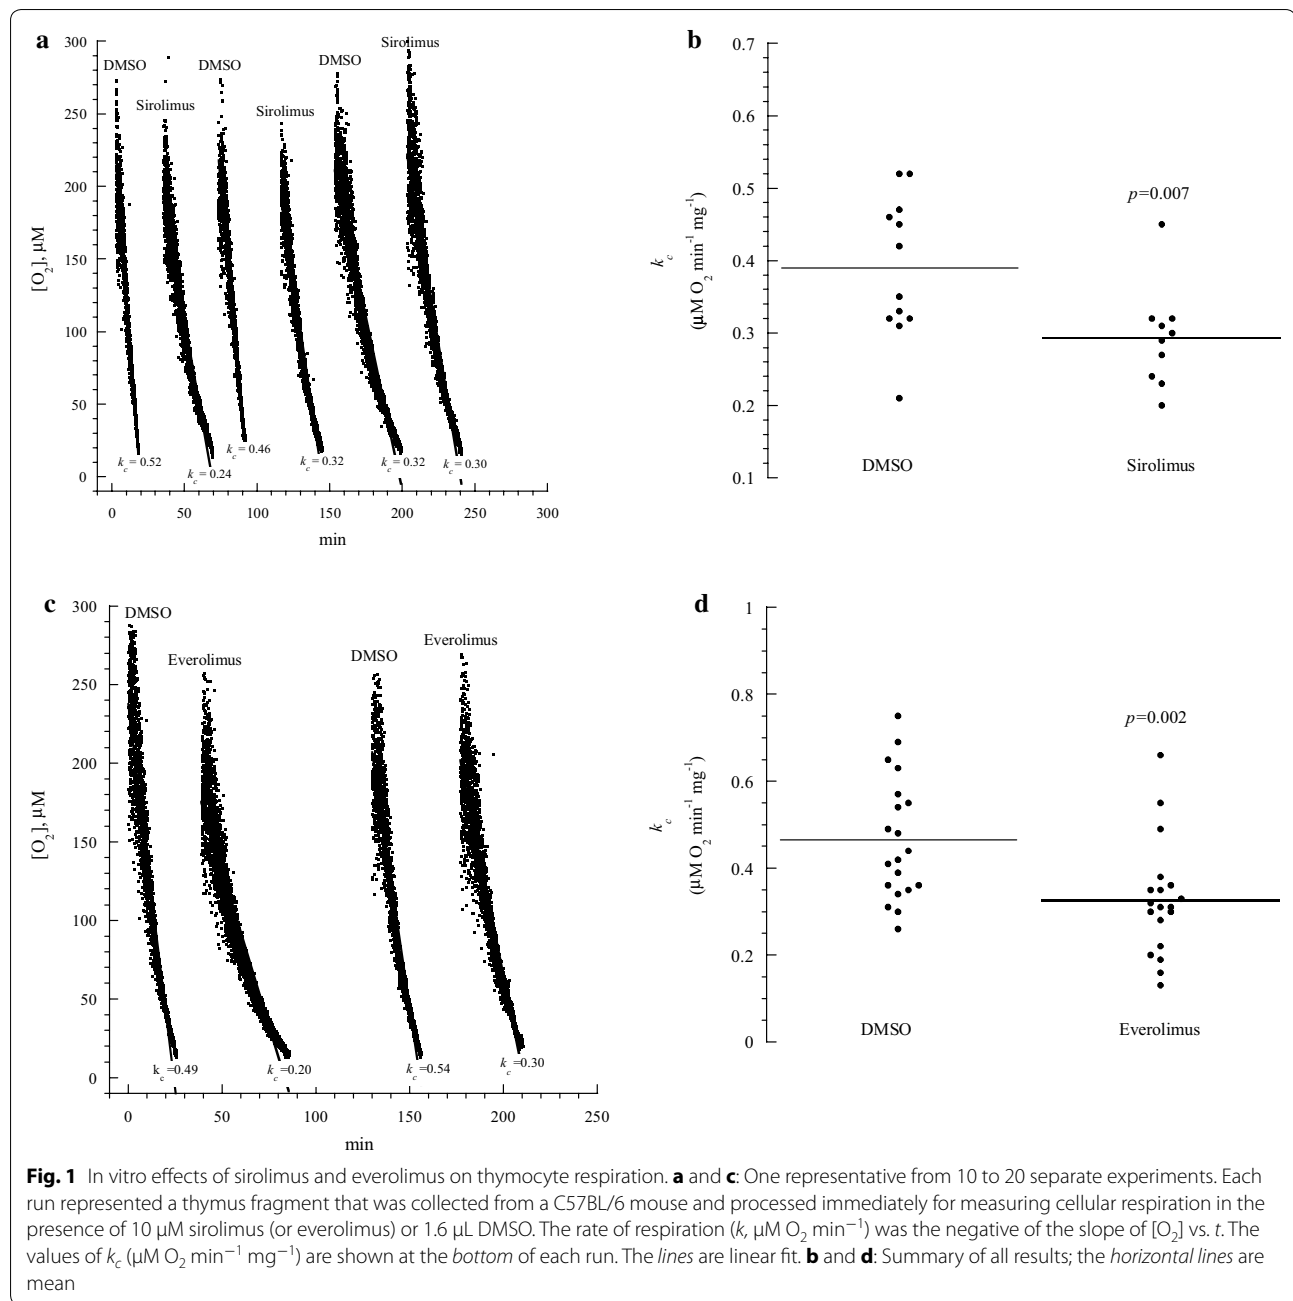 a
300
250
200
150
100
50
0
[O2], µM
DMSO
Sirolimus
DMSO
Sirolimus
DMSO
Sirolimus
kc = 0.52
kc = 0.24
kc = 0.46
kc = 0.32
kc = 0.32
kc = 0.30
0 50 100 150 200 250 300
min
b
0.7
0.6
0.5
0.4
0.3
0.2
0.1
kc
(µM O2 min-1 mg-1)
p=0.007
DMSO Sirolimus
c
300
250
200
150
100
50
0
[O2], µM
DMSO
Everolimus
DMSO
Everolimus
kc=0.49
kc=0.20
kc=0.54
kc=0.30
0 50 100 150 200 250
min
d
1
0.8
0.6
0.4
0.2
0
kc
(µM O2 min-1 mg-1)
p=0.002
DMSO Everolimus
Fig. 1 In vitro effects of sirolimus and everolimus on thymocyte respiration. a and c: One representative from 10 to 20 separate experiments. Each
run represented a thymus fragment that was collected from a C57BL/6 mouse and processed immediately for measuring cellular respiration in the
presence of 10 µM sirolimus (or everolimus) or 1.6 µL DMSO. The rate of respiration (k, µM O2 min−1) was the negative of the slope of [O2] vs. t. The
values of kc (µM O2 min−1 mg−1) are shown at the bottom of each run. The lines are linear fit. b and d: Summary of all results; the horizontal lines are
mean